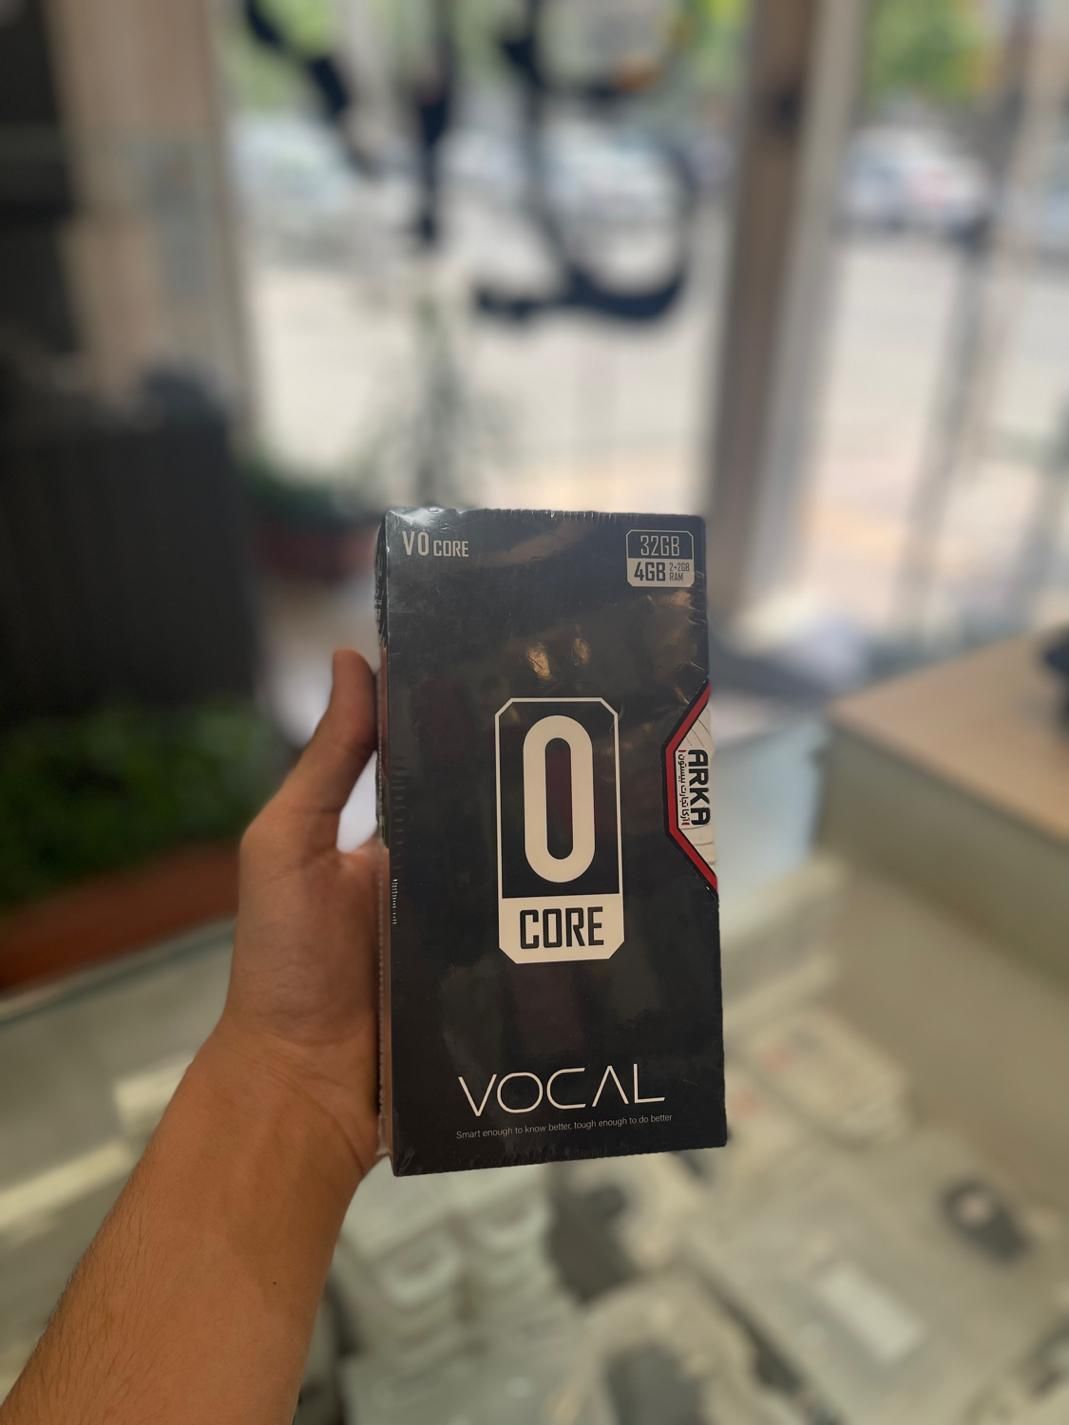 V0 CORE
32GB
4GB 2+2GB RAM
0
CORE
ARKA
VOCAL
Smart enough to know better, tough enough to do better